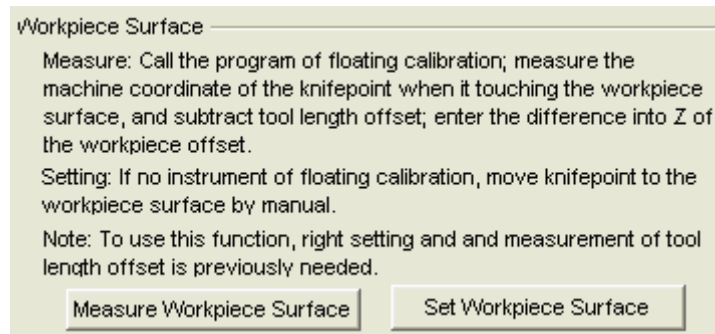 Workpiece Surface
Measure: Call the program of floating calibration; measure the
machine coordinate of the knifepoint when it touching the workpiece
surface, and subtract tool length offset; enter the difference into Z of
the workpiece offset.
Setting: If no instrument of floating calibration, move knifepoint to the
workpiece surface by manual.
Note: To use this function, right setting and and measurement of tool
length offset is previously needed.
Measure Workpiece Surface Set Workpiece Surface